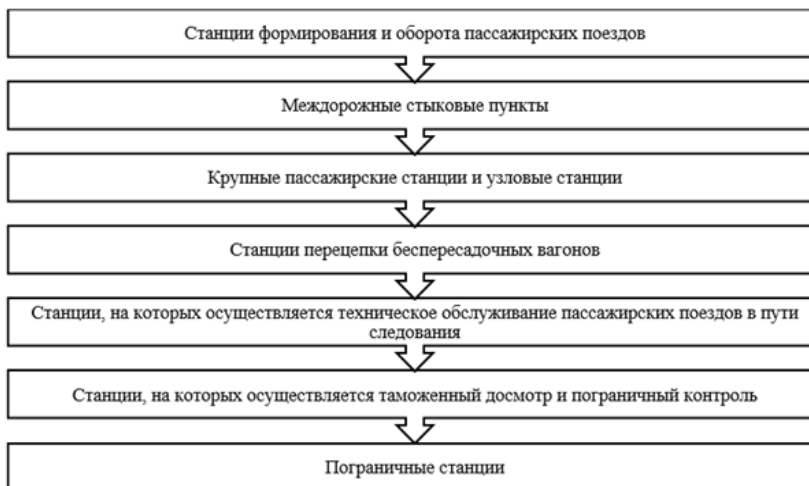 Станции формирования и оборота пассажирских поездов
Междорожные стыковые пункты
Крупные пассажирские станции и узловые станции
Станции перецепки беспересадочных вагонов
Станции, на которых осуществляется техническое обслуживание пассажирских поездов в пути
следования
Станции, на которых осуществляется таможенный досмотр и пограничный контроль
Пограничные станции